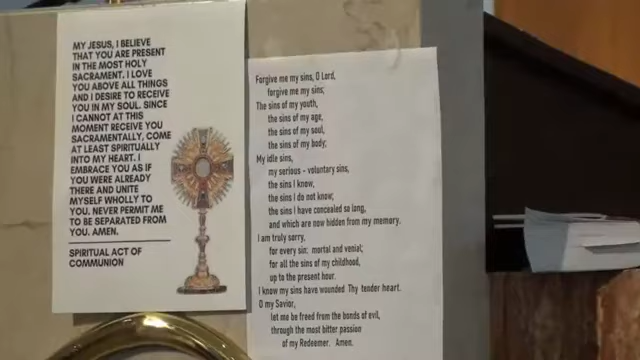 MY JESUS, I BELIEVE
THAT YOU ARE PRESENT
IN THE MOST HOLY
SACRAMENT. I LOVE
YOU ABOVE ALL THINGS
AND I DESIRE TO RECEIVE
YOU IN MY SOUL. SINCE
I CANNOT AT THIS
MOMENT RECEIVE YOU
SACRAMENTALLY, COME
AT LEAST SPIRITUALLY
INTO MY HEART. I
EMBRACE YOU AS IF
YOU WERE ALREADY
THERE AND UNITE
MYSELF WHOLLY TO
YOU. NEVER PERMIT ME
TO BE SEPARATED FROM
YOU. AMEN.
SPIRITUAL ACT OF
COMMUNION
Forgive me my sins, O Lord,
forgive me my sins;
The sins of my youth,
the sins of my age,
the sins of my soul,
the sins of my body;
My idle sins,
my serious - voluntary sins,
the sins I know,
the sins I do not know;
the sins I have concealed so long,
and which are now hidden from my memory.
I am truly sorry,
for every sin: mortal and venial;
for all the sins of my childhood,
up to the present hour.
I know my sins have wounded Thy tender heart.
O my Savior,
let me be freed from the bonds of evil,
through the most bitter passion
of my Redeemer. Amen.